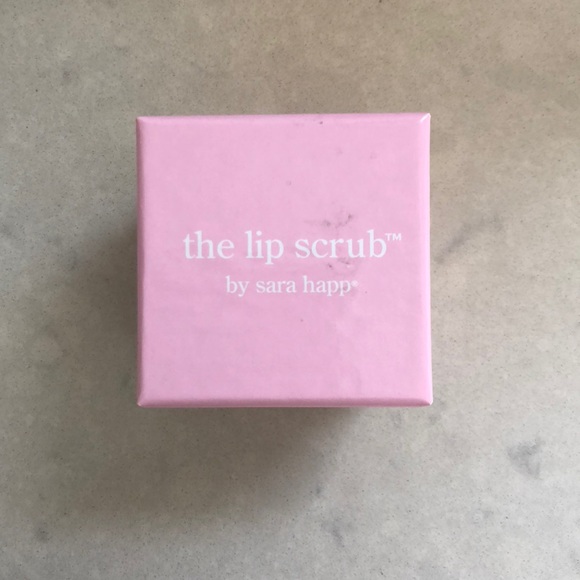 the lip scrub™
by sara happ®